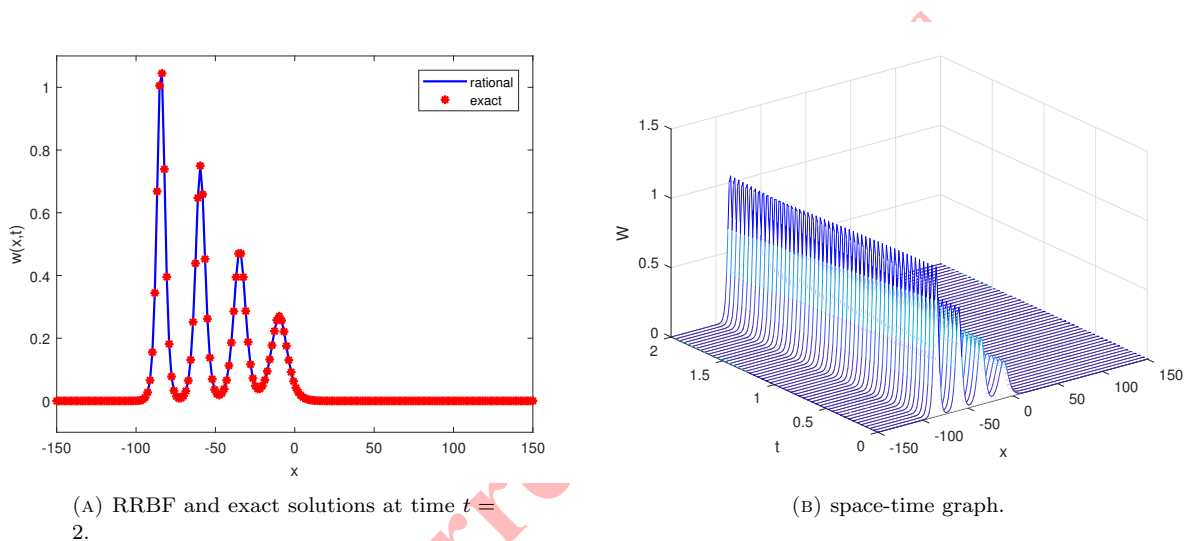 1
0.8
0.6
0.4
0.2
0
w(x,t)
-150 -100 -50 0 50 100 150
x
rational
exact
(A) RRBF and exact solutions at time t =
2.
1.5
1
0.5
0
W
2 1.5 1 0.5 0
t
-150 -100 -50 0 50 100 150
x
(B) space-time graph.